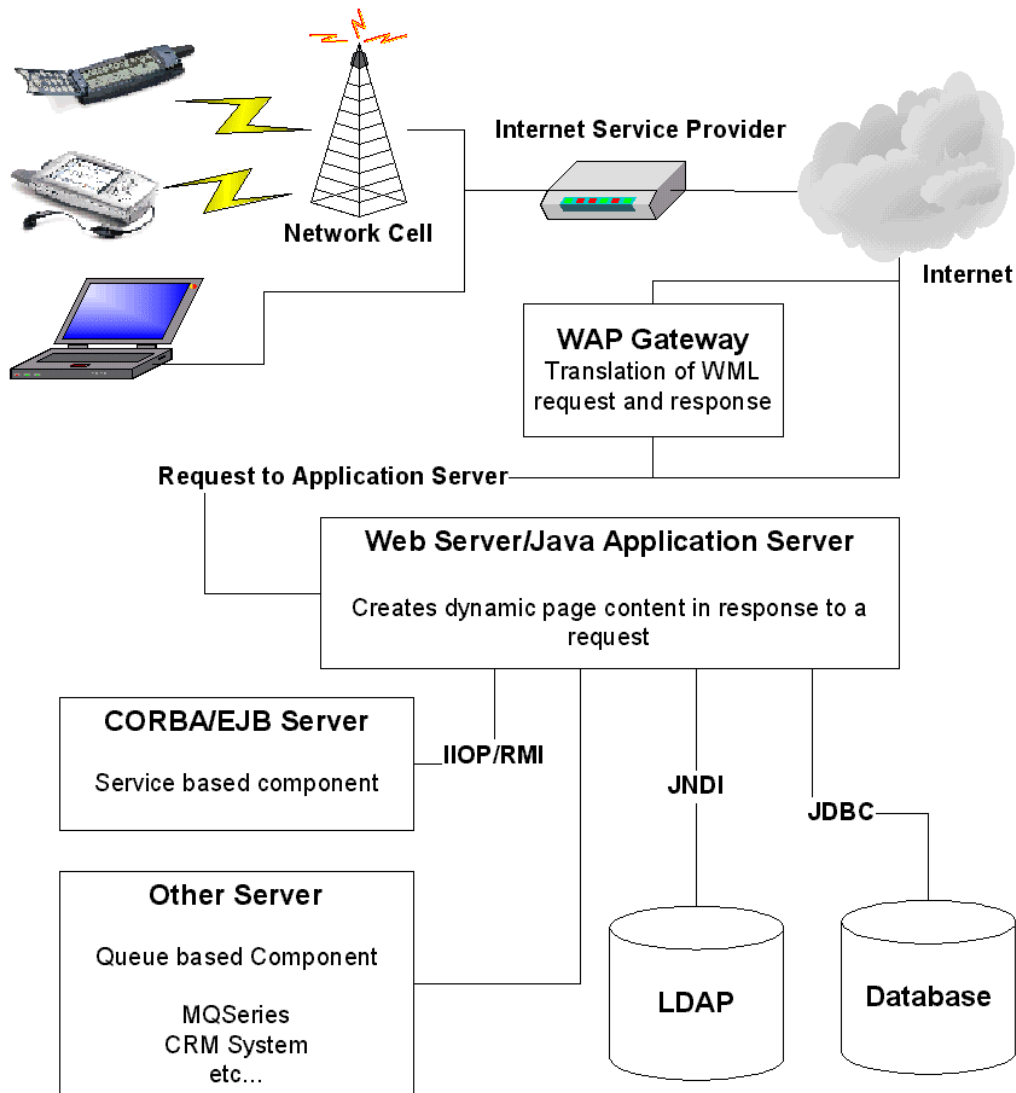 Internet Service Provider
Network Cell
Internet
WAP Gateway
Translation of WML
request and response
Request to Application Server
Web Server/Java Application Server
Creates dynamic page content in response to a
request
CORBA/EJB Server
Service based component
IIOP/RMI
JNDI
JDBC
Other Server
Queue based Component
MQSeries
CRM System
etc...
LDAP
Database